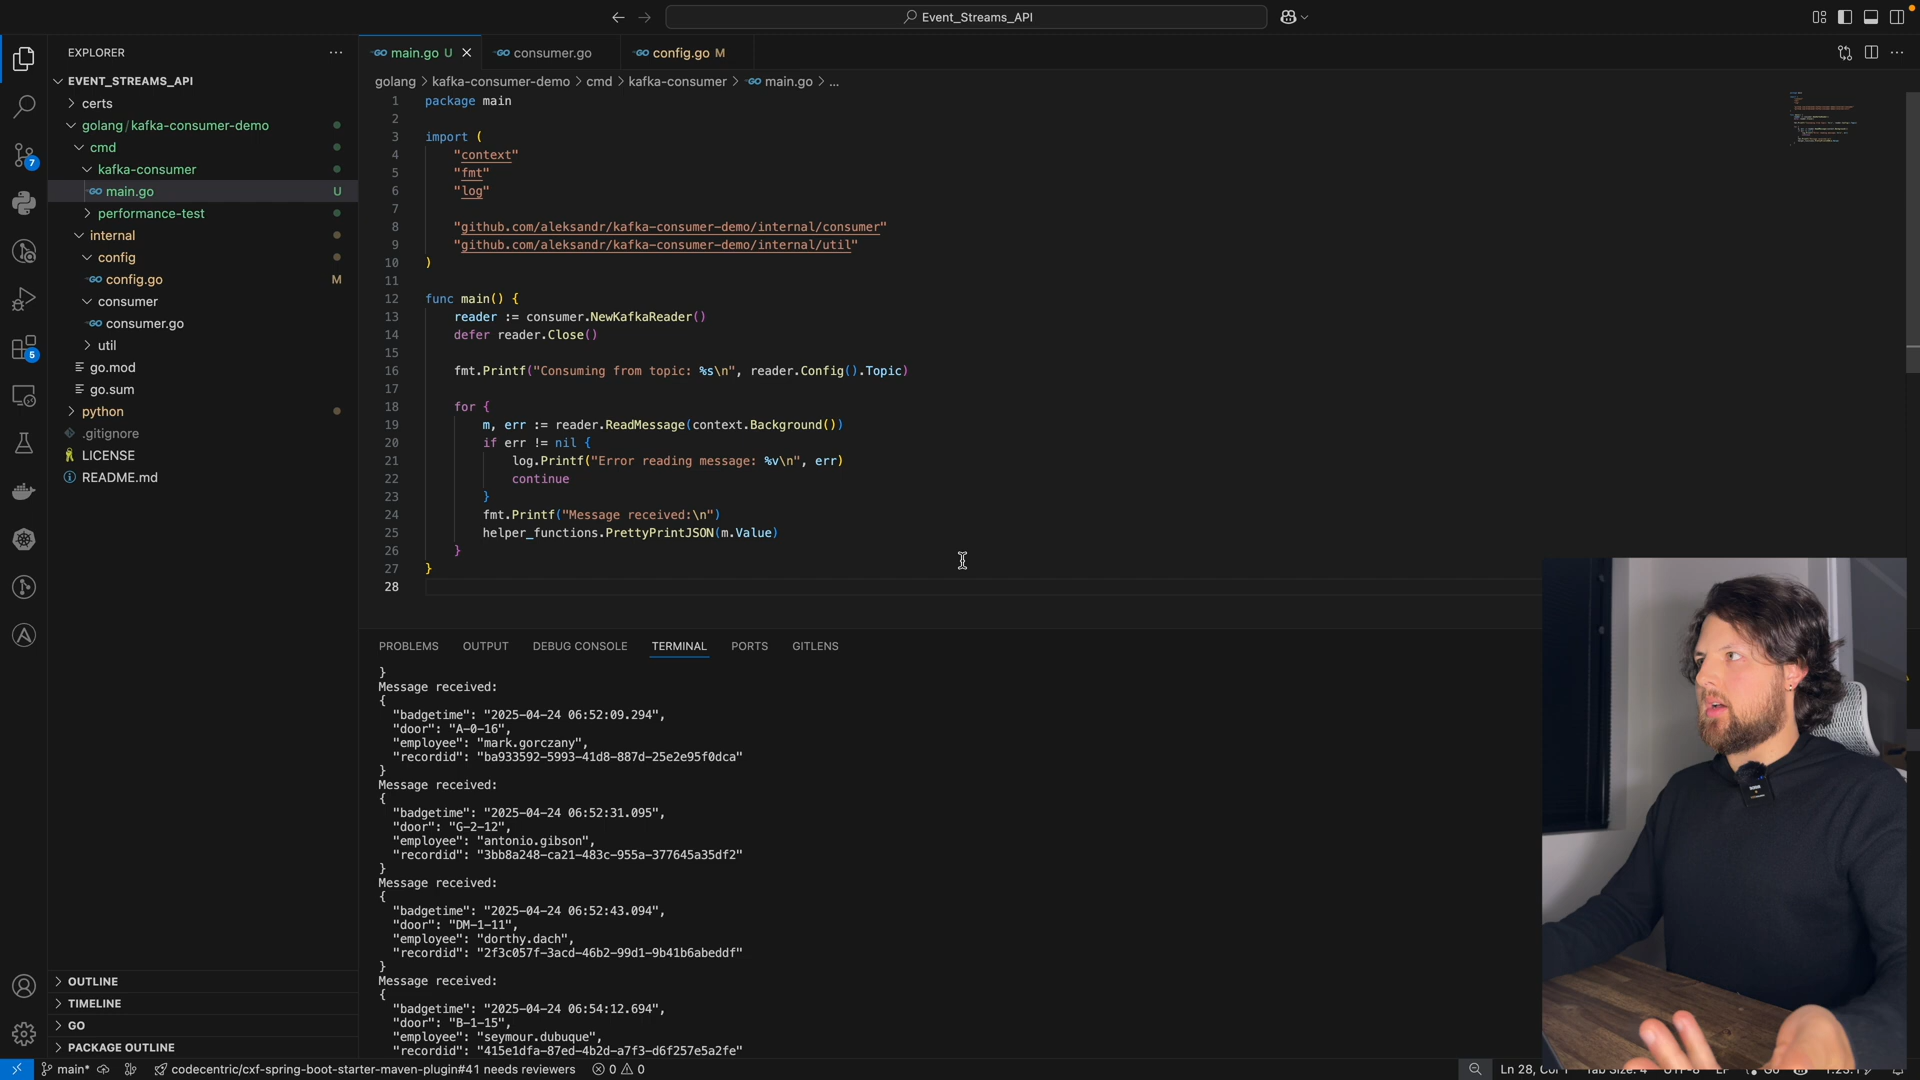 Event_Streams_API
EXPLORER
EVENT_STREAMS_API
certs
golang/kafka-consumer-demo
cmd
kafka-consumer
main.go U
performance-test
internal
config
config.go M
consumer
consumer.go
util
go.mod
go.sum
python
.gitignore
LICENSE
README.md
7
5
OUTLINE
TIMELINE
GO
PACKAGE OUTLINE
main.go U
consumer.go
config.go M
golang > kafka-consumer-demo > cmd > kafka-consumer > main.go > ...
1 package main
2
3 import (
4 "context"
5 "fmt"
6 "log"
7
8 "github.com/aleksandr/kafka-consumer-demo/internal/consumer"
9 "github.com/aleksandr/kafka-consumer-demo/internal/util"
10 )
11
12 func main() {
13 reader := consumer.NewKafkaReader()
14 defer reader.Close()
15
16 fmt.Printf("Consuming from topic: %s\n", reader.Config().Topic)
17
18 for {
19 m, err := reader.ReadMessage(context.Background())
20 if err != nil {
21 log.Printf("Error reading message: %v\n", err)
22 continue
23 }
24 fmt.Printf("Message received:\n")
25 helper_functions.PrettyPrintJSON(m.Value)
26 }
27 }
28
PROBLEMS OUTPUT DEBUG CONSOLE TERMINAL PORTS GITLENS
}
Message received:
{
"badgetime": "2025-04-24 06:52:09.294",
"door": "A-0-16",
"employee": "mark.gorczany",
"recordid": "ba933592-5993-41d8-887d-25e2e95f0dca"
}
Message received:
{
"badgetime": "2025-04-24 06:52:31.095",
"door": "G-2-12",
"employee": "antonio.gibson",
"recordid": "3bb8a248-ca21-483c-955a-377645a35df2"
}
Message received:
{
"badgetime": "2025-04-24 06:52:43.094",
"door": "DM-1-11",
"employee": "dorthy.dach",
"recordid": "2f3c057f-3acd-46b2-99d1-9b41b6abeddf"
}
Message received:
{
"badgetime": "2025-04-24 06:54:12.694",
"door": "B-1-15",
"employee": "seymour.dubuque",
"recordid": "415e1dfa-87ed-4b2d-a7f3-d6f257e5a2fe"
main* codecentric/cxf-spring-boot-starter-maven-plugin#41 needs reviewers 0 0 Ln 28,